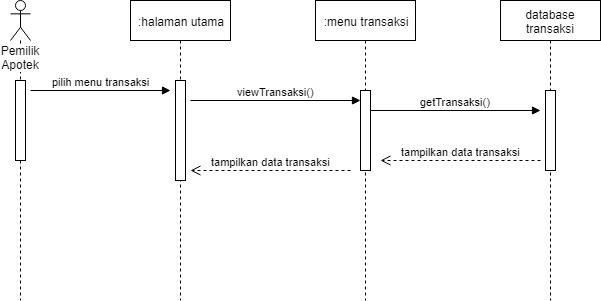 :halaman utama
:menu transaksi
database
transaksi
Pemilik
Apotek
pilih menu transaksi
viewTransaksi()
getTransaksi()
tampilkan data transaksi
tampilkan data transaksi